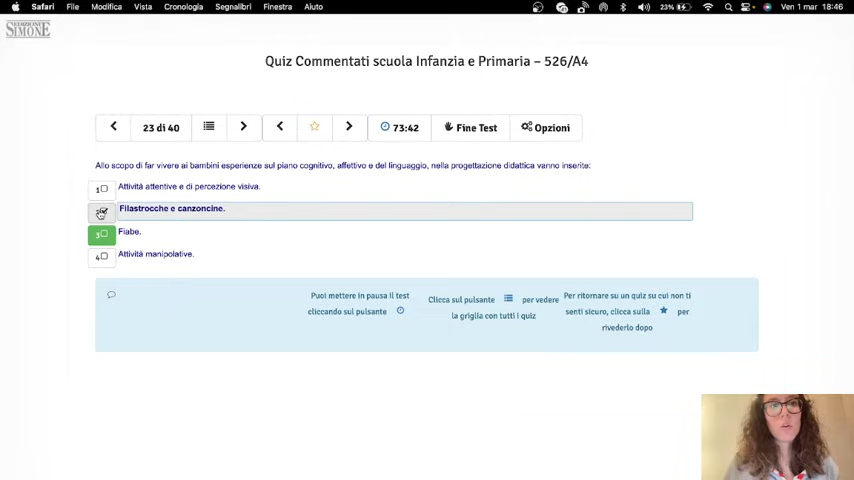 Safari File Modifica Vista Cronologia Segnalibri Finestra Aiuto 23% Ven 1 mar 18:46
EDIZIONI
SIMONE
Quiz Commentati scuola Infanzia e Primaria – 526/A4
23 di 40 73:42 Fine Test Opzioni
Allo scopo di far vivere ai bambini esperienze sul piano cognitivo, affettivo e del linguaggio, nella progettazione didattica vanno inserite:
1 Attività attentive e di percezione visiva.
Filastrocche e canzoncine.
3 Fiabe.
4 Attività manipolative.
Puoi mettere in pausa il test
cliccando sul pulsante
Clicca sul pulsante per vedere
la griglia con tutti i quiz
Per ritornare su un quiz su cui non ti
senti sicuro, clicca sulla per
rivederlo dopo